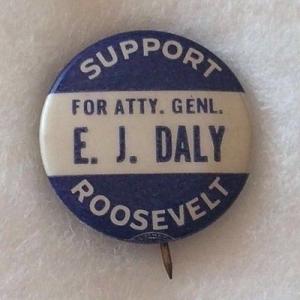 SUPPORT
FOR ATTY. GENL.
E. J. DALY
ROOSEVELT